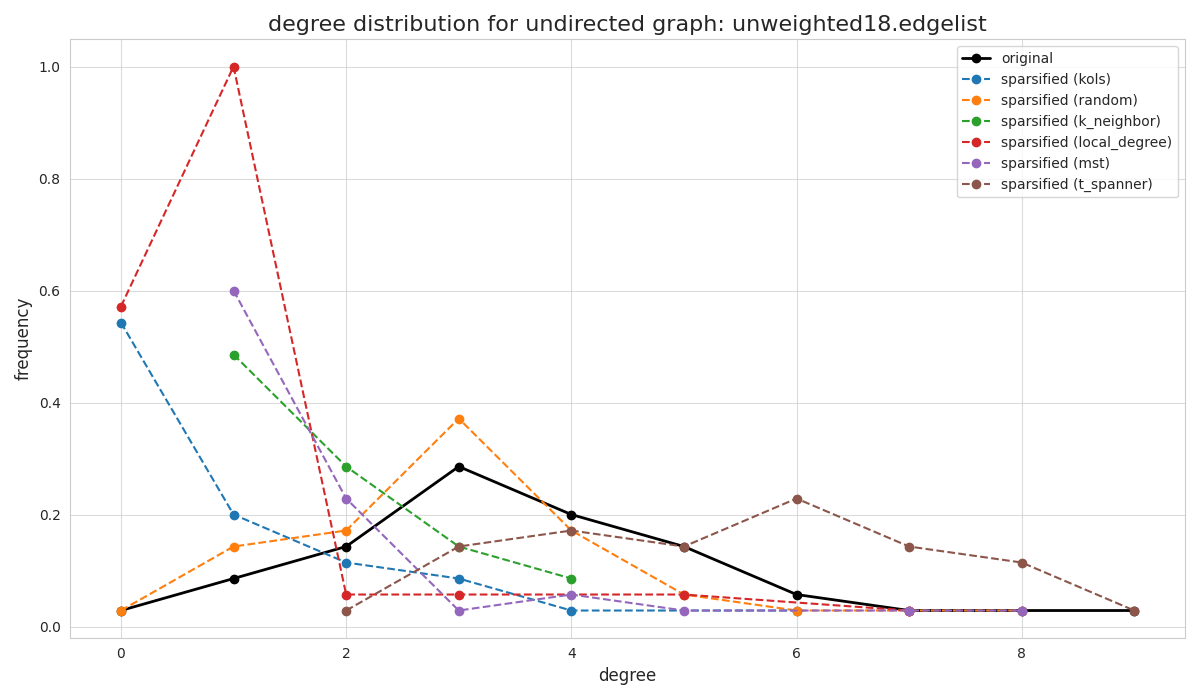 degree distribution for undirected graph: unweighted18.edgelist
original
sparsified (kols)
sparsified (random)
sparsified (k_neighbor)
sparsified (local_degree)
sparsified (mst)
sparsified (t_spanner)
frequency
1.0
0.8
0.6
0.4
0.2
0.0
0 2 4 6 8
degree